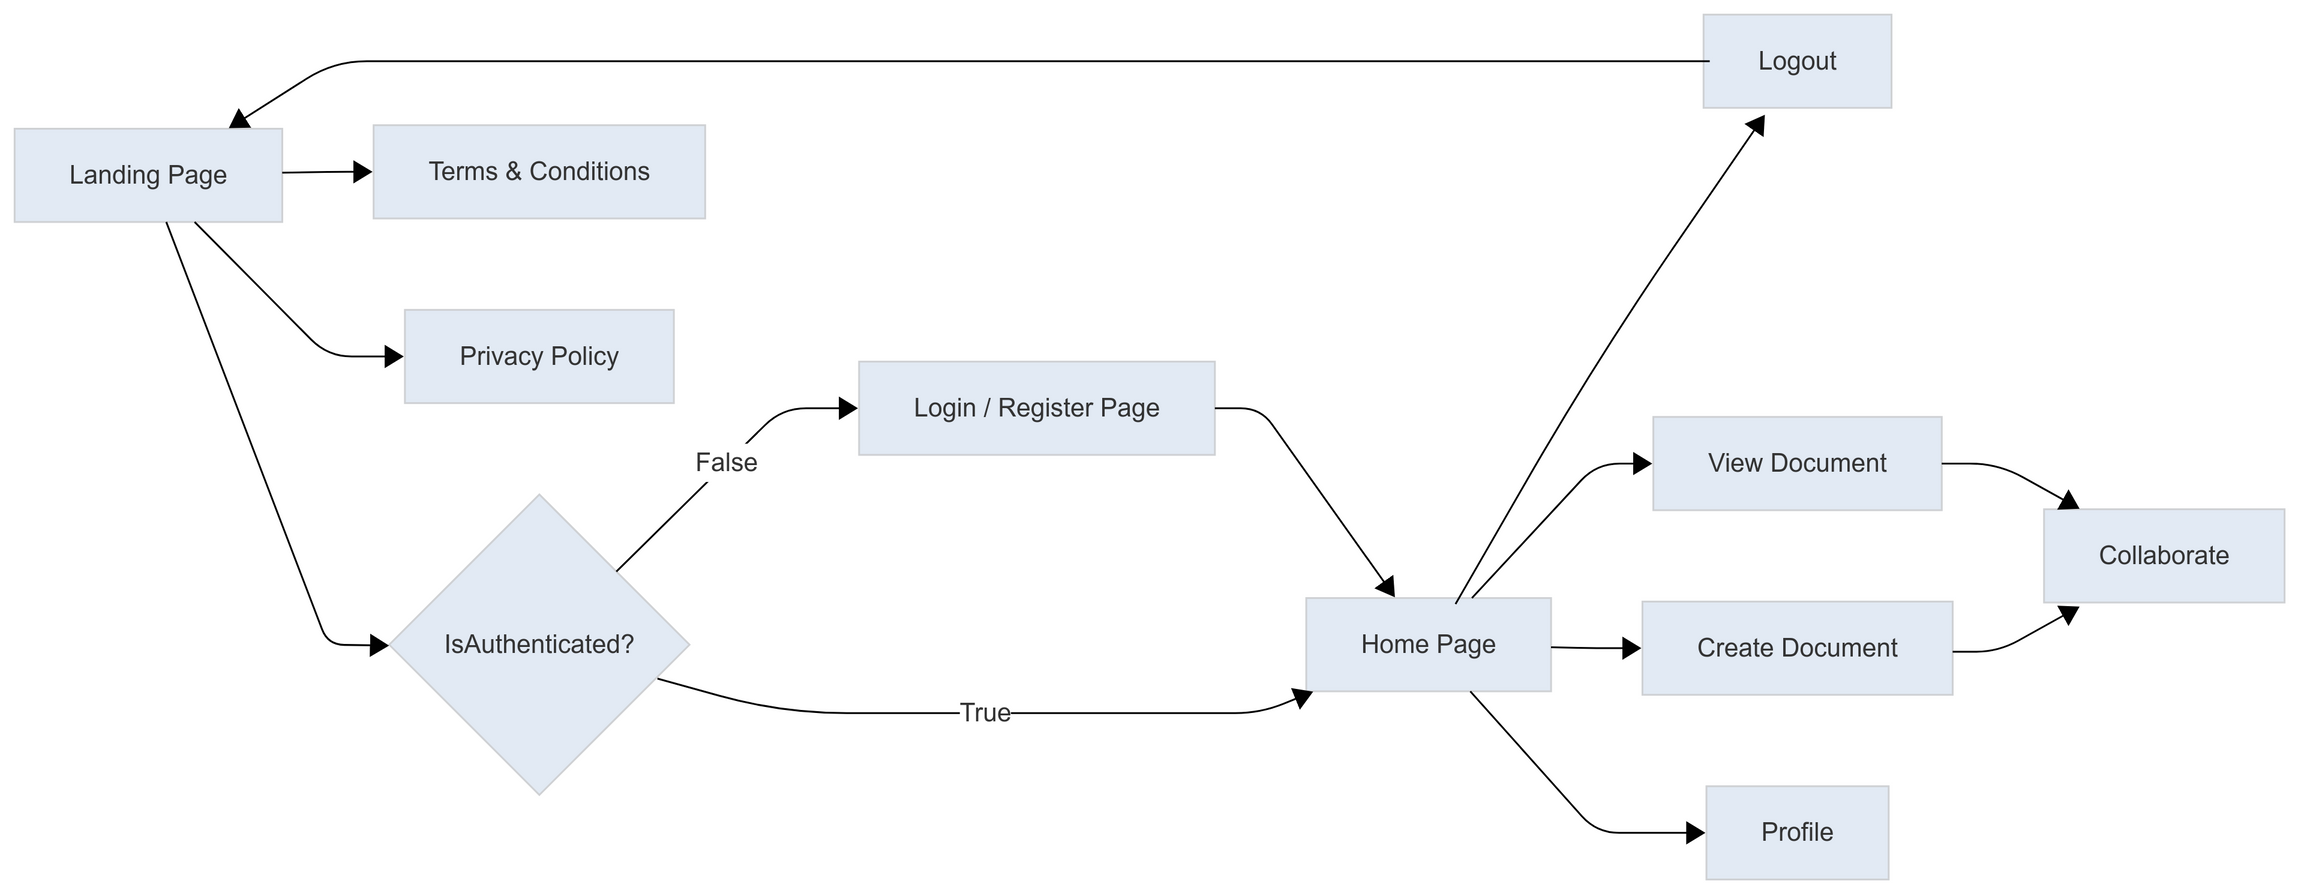 Logout
Landing Page
Terms & Conditions
Privacy Policy
Login / Register Page
False
View Document
Collaborate
IsAuthenticated?
Home Page
Create Document
True
Profile